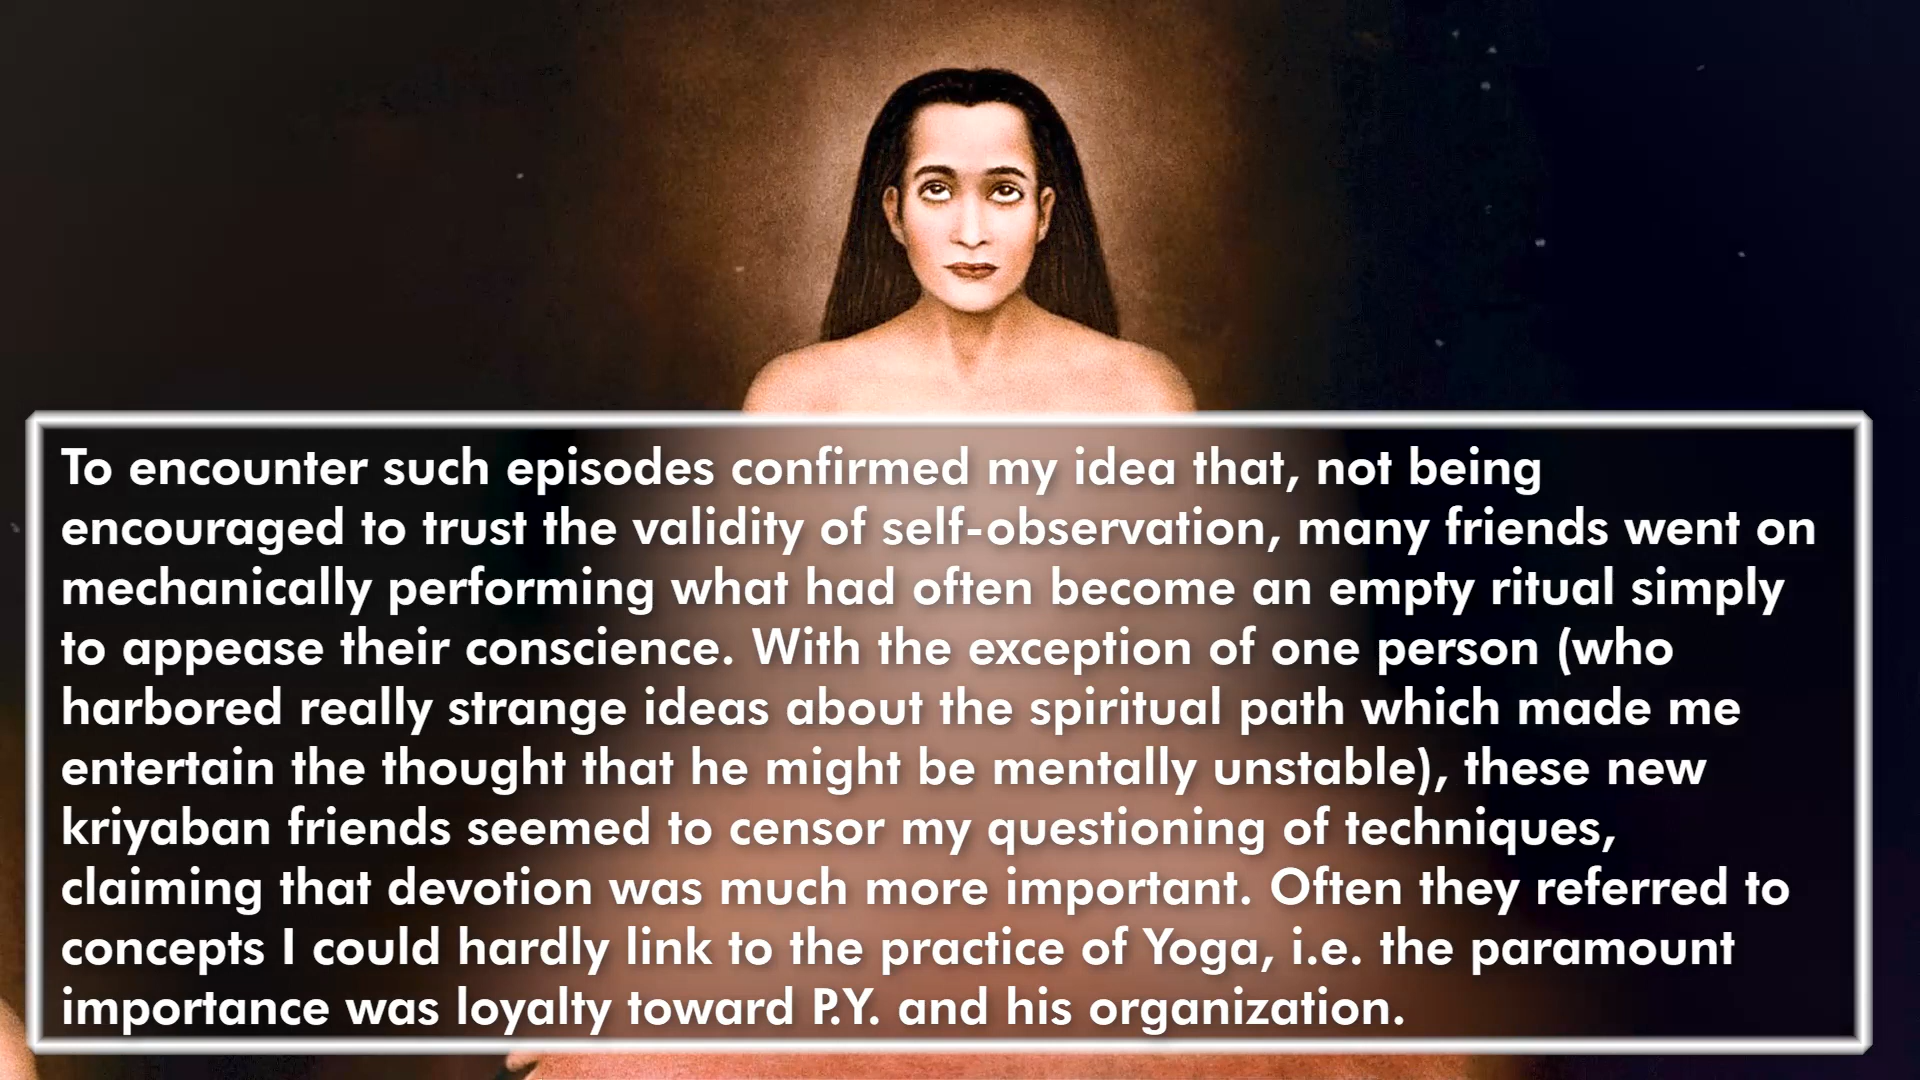 To encounter such episodes confirmed my idea that, not being
encouraged to trust the validity of self-observation, many friends went on
mechanically performing what had often become an empty ritual simply
to appease their conscience. With the exception of one person (who
harbored really strange ideas about the spiritual path which made me
entertain the thought that he might be mentally unstable), these new
kriyaban friends seemed to censor my questioning of techniques,
claiming that devotion was much more important. Often they referred to
concepts I could hardly link to the practice of Yoga, i.e. the paramount
importance was loyalty toward P.Y. and his organization.